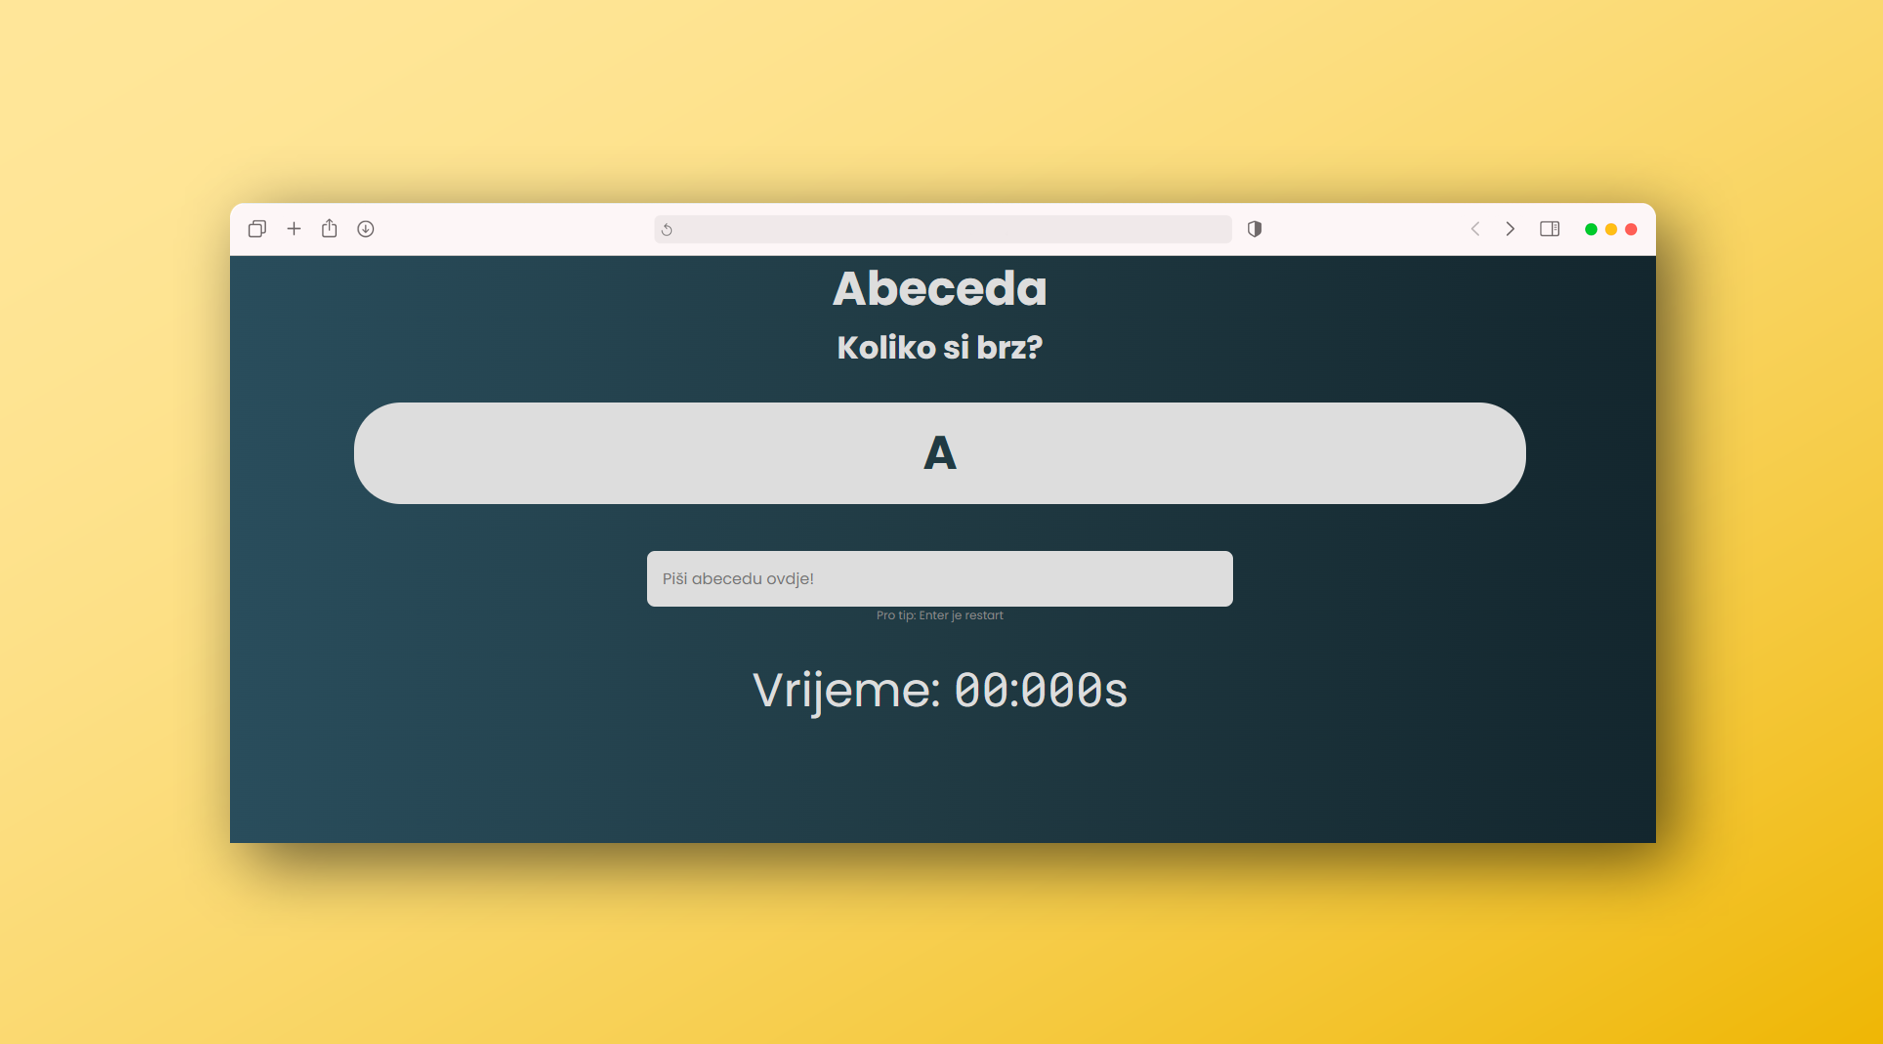 Abeceda
Koliko si brz?
A
Piši abecedu ovdje!
Pro tip: Enter je restart
Vrijeme: 00:000s